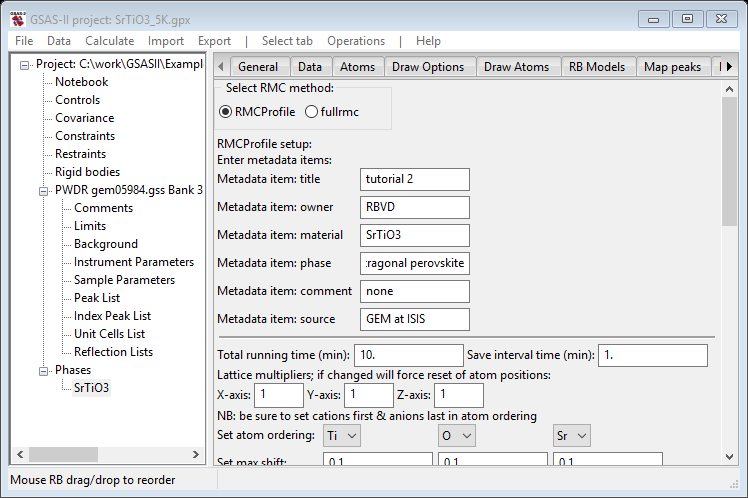 GSAS-II project: SrTiO3_5K.gpx
File Data Calculate Import Export | Select tab Operations | Help
Project: C:\work\GSASII\Exampl
Notebook
Controls
Covariance
Constraints
Restraints
Rigid bodies
PWDR gem05984.gss Bank 3
Comments
Limits
Background
Instrument Parameters
Sample Parameters
Peak List
Index Peak List
Unit Cells List
Reflection Lists
Phases
SrTiO3
General Data Atoms Draw Options Draw Atoms RB Models Map peaks
Select RMC method:
RMCProfile fullrmc
RMCProfile setup:
Enter metadata items:
Metadata item: title tutorial 2
Metadata item: owner RBVD
Metadata item: material SrTiO3
Metadata item: phase :ragonal perovskite
Metadata item: comment none
Metadata item: source GEM at ISIS
Total running time (min): 10. Save interval time (min): 1.
Lattice multipliers; if changed will force reset of atom positions:
X-axis: 1 Y-axis: 1 Z-axis: 1
NB: be sure to set cations first & anions last in atom ordering
Set atom ordering: Ti O Sr
Set max shift: 0.1 0.1 0.1
Mouse RB drag/drop to reorder